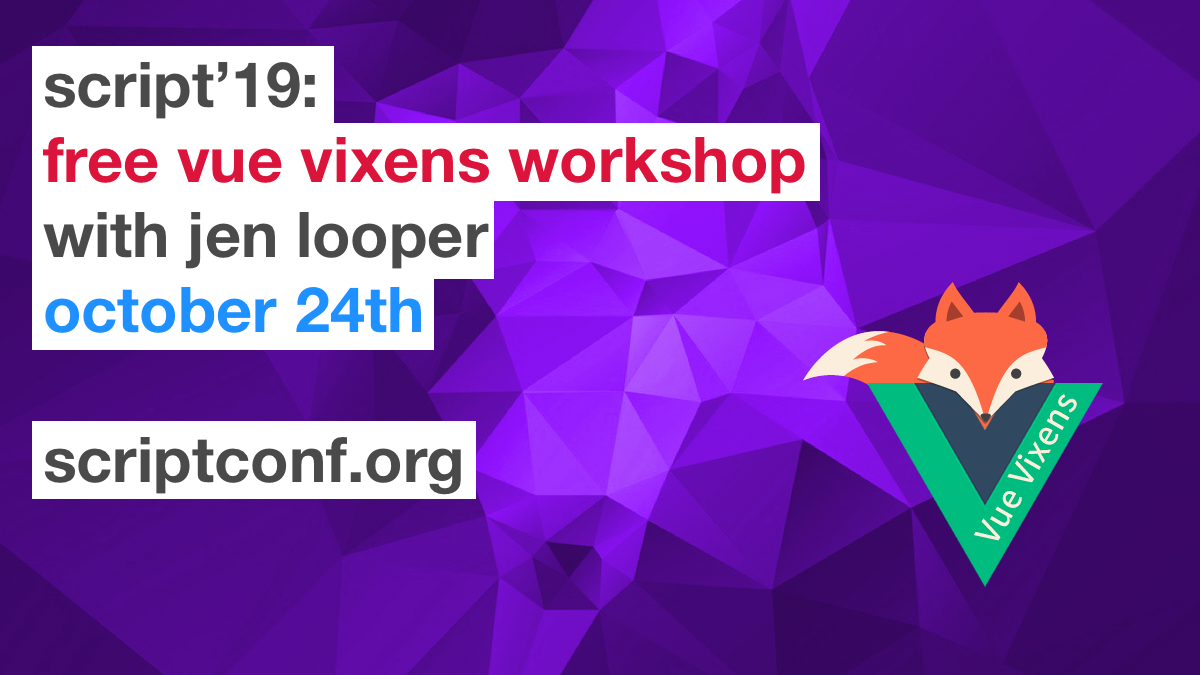 script’19:
free vue vixens workshop
with jen looper
october 24th
scriptconf.org
Vue Vixens